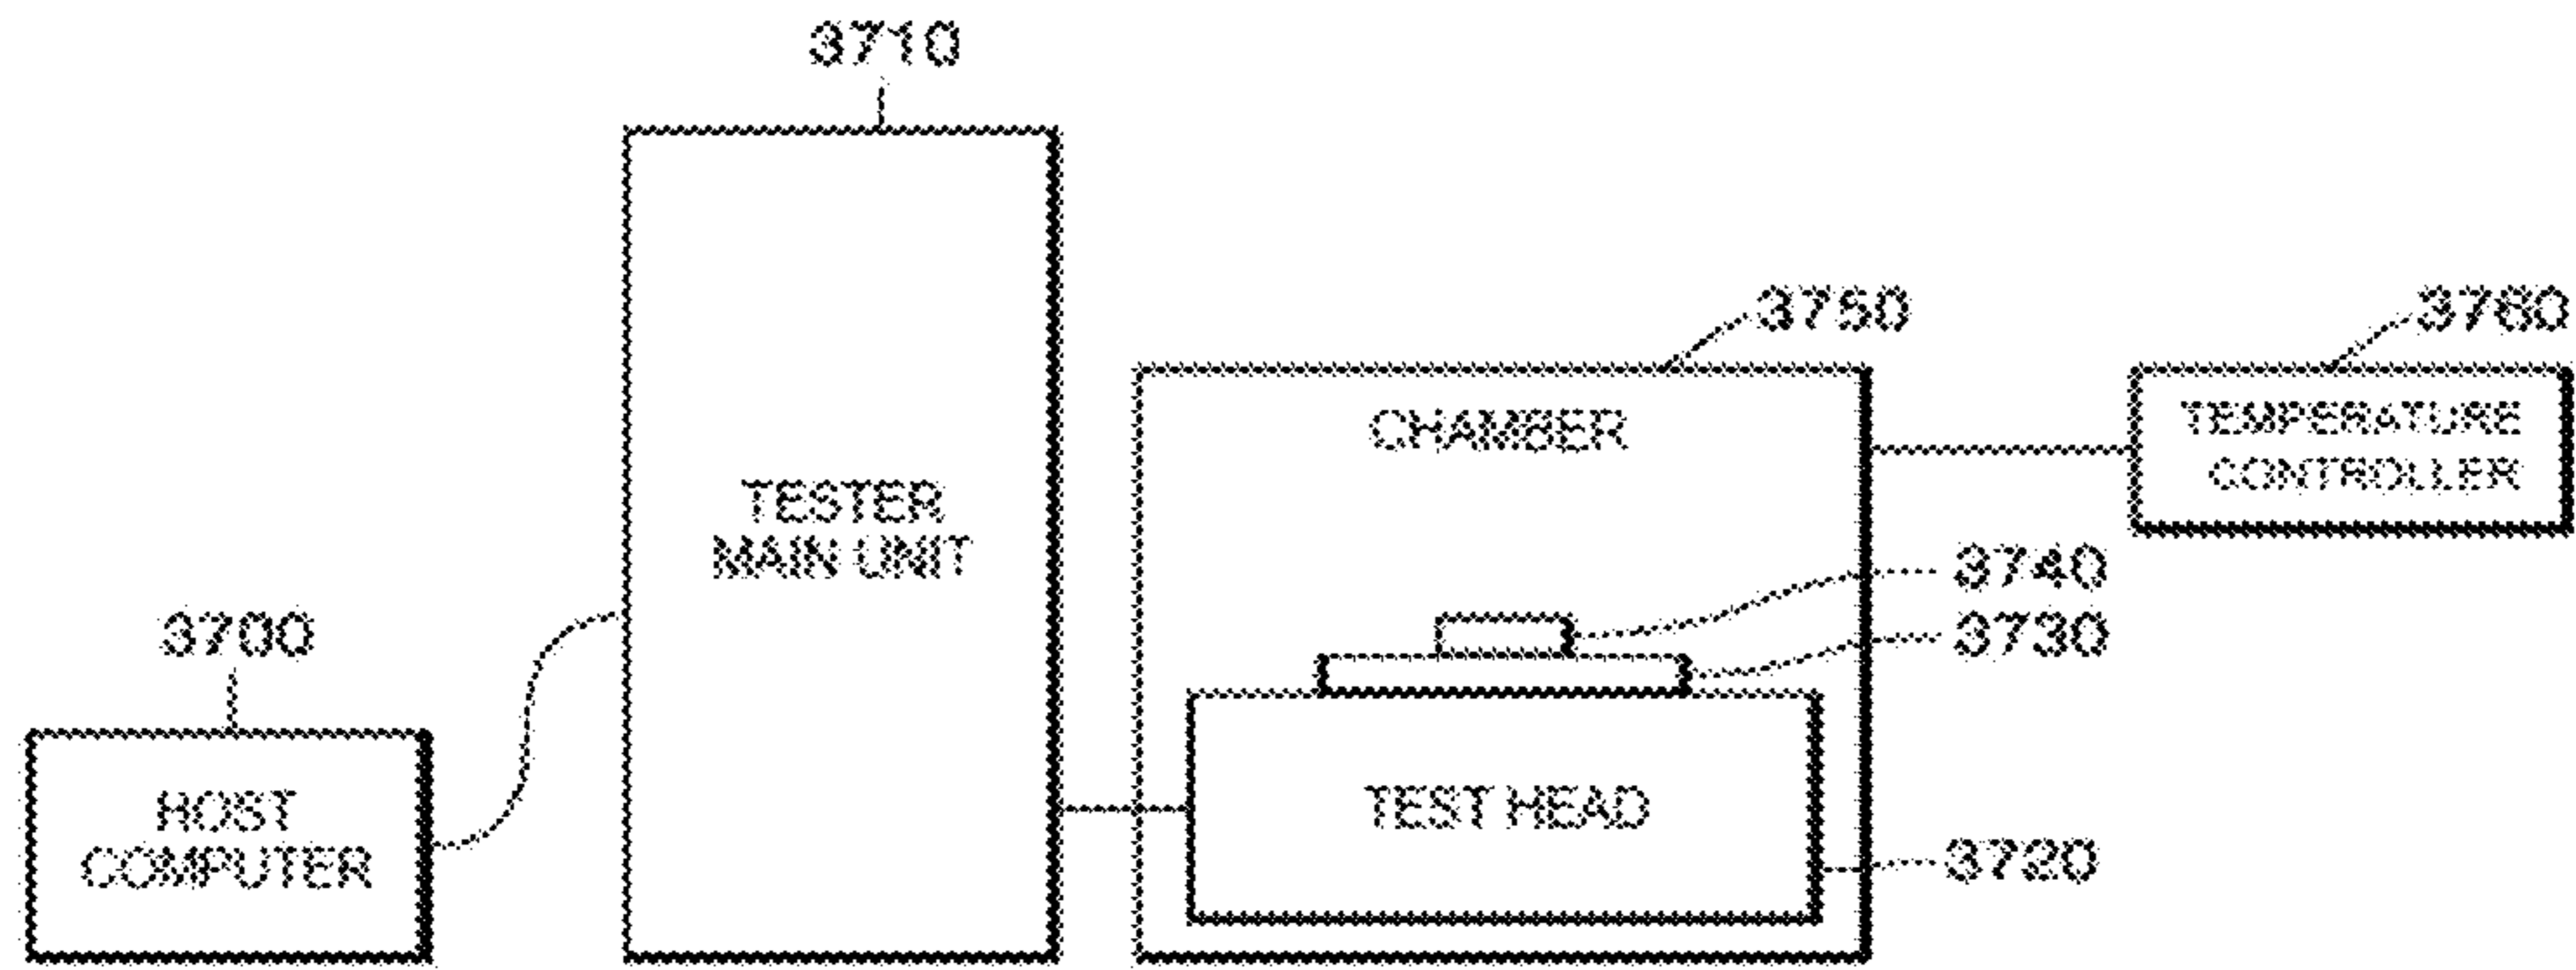 3710
3750
3760
CHAMBER
TEMPERATURE
CONTROLLER
TESTER
MAIN UNIT
3740
3730
3700
HOST
COMPUTER
TEST HEAD
3720